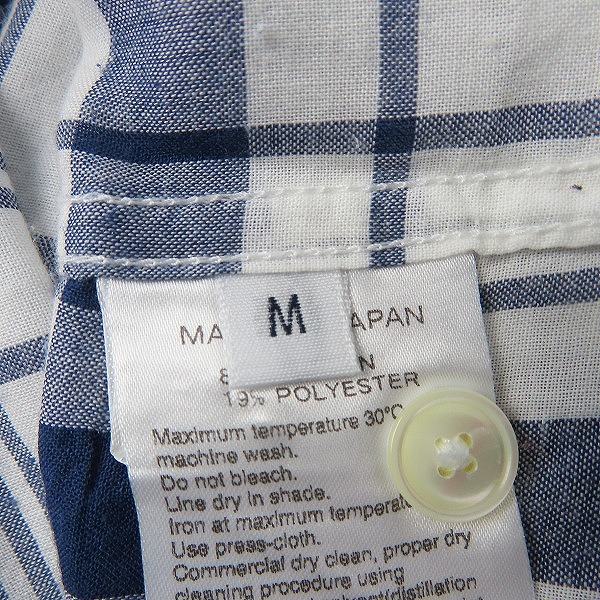 M
MA APAN
8 N
19% POLYESTER
Maximum temperature 30°C
machine wash.
Do not bleach.
Line dry in shade.
Iron at maximum temperat
Use press-cloth.
Commercial dry clean, proper dry
cleaning procedure using